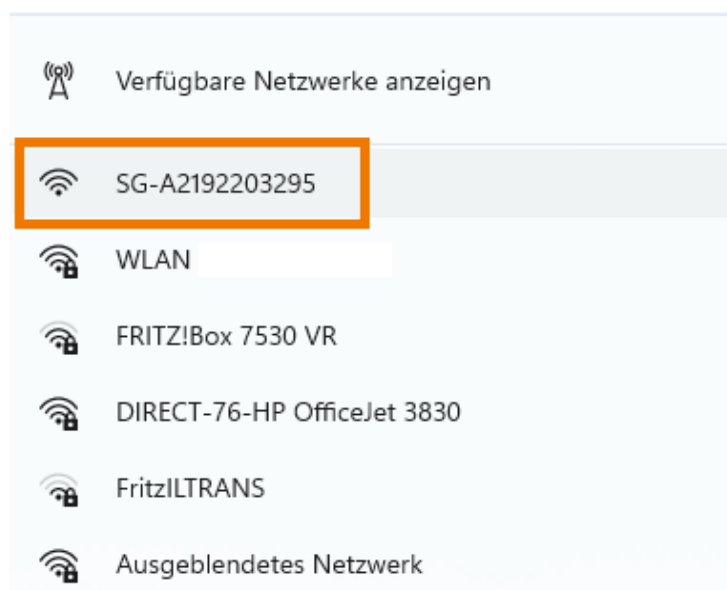 Verfügbare Netzwerke anzeigen
SG-A2192203295
WLAN
FRITZ!Box 7530 VR
DIRECT-76-HP OfficeJet 3830
FritzILTRANS
Ausgeblendetes Netzwerk